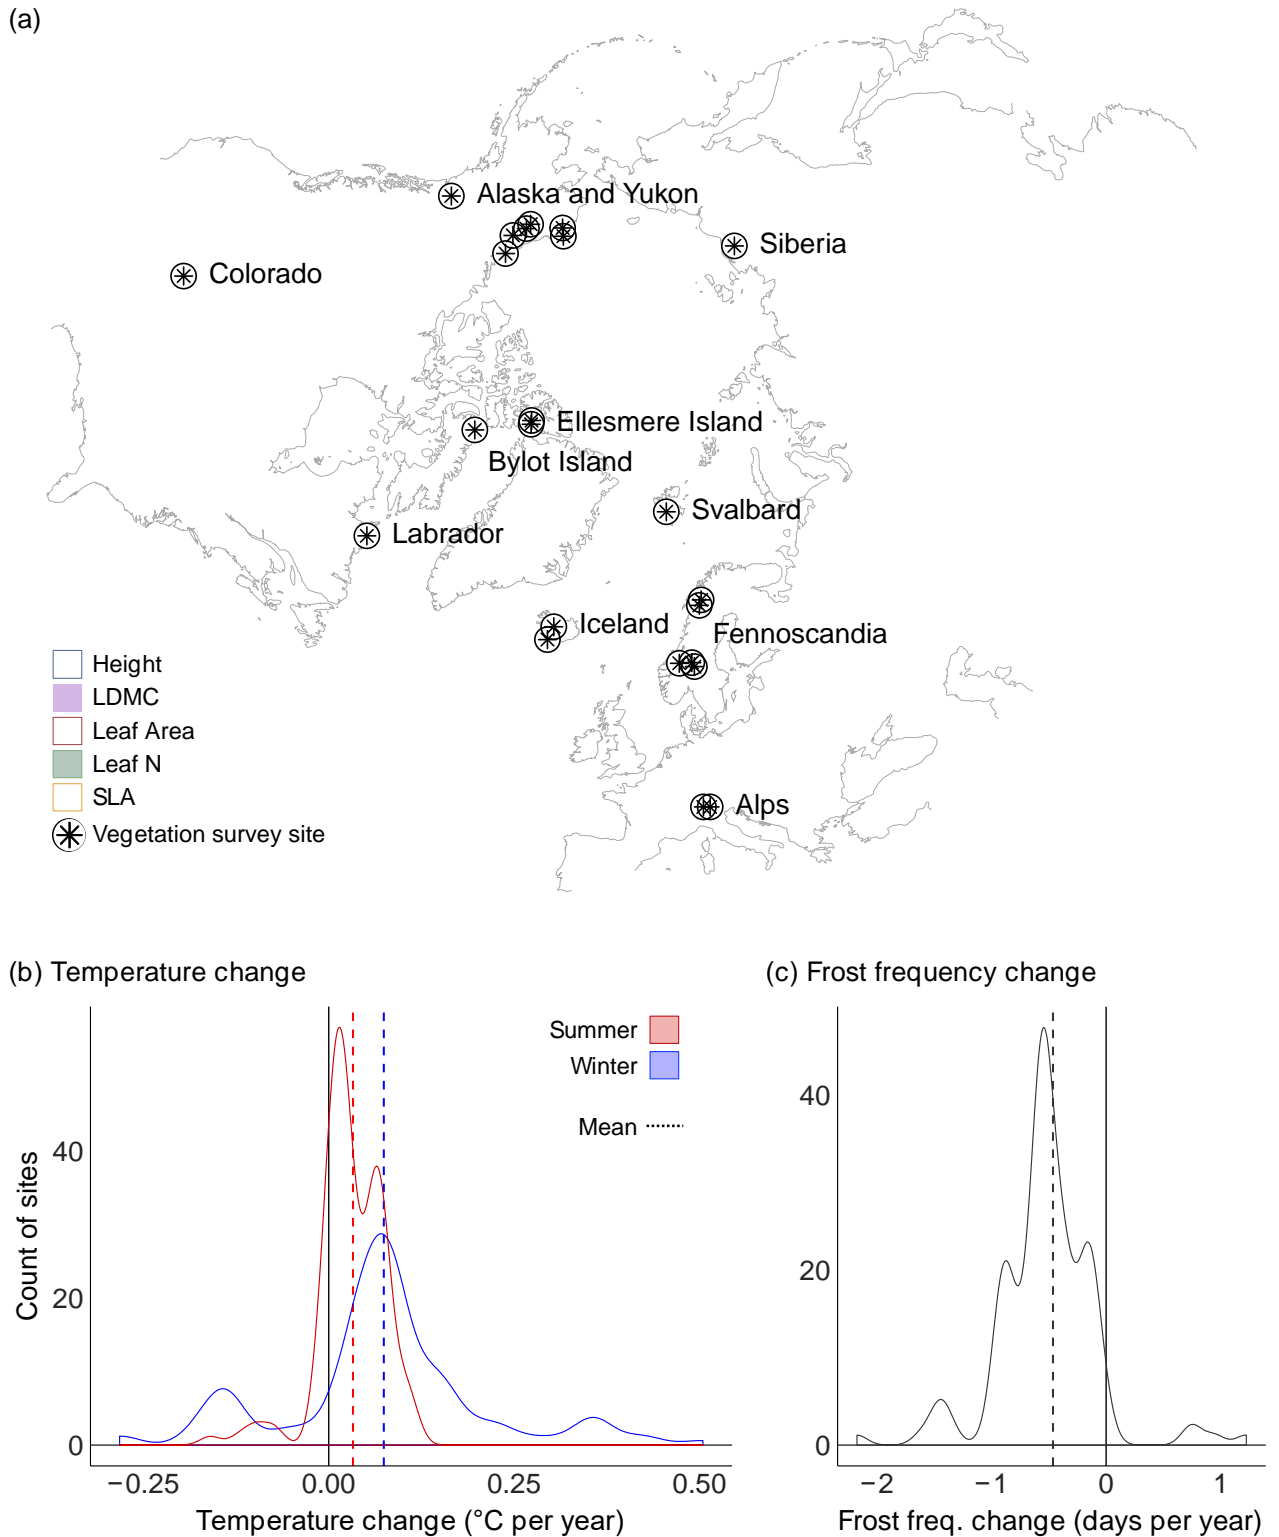 (a)
Alaska and Yukon
Siberia
Colorado
Ellesmere Island
Bylot Island
Svalbard
Labrador
Iceland
Fennoscandia
Height
LDMC
Leaf Area
Leaf N
SLA
Vegetation survey site
Alps
(b) Temperature change
Summer
Winter
Mean
Count of sites
40
20
0
−0.25 0.00 0.25 0.50
Temperature change (°C per year)
(c) Frost frequency change
40
20
0
−2 −1 0 1
Frost freq. change (days per year)